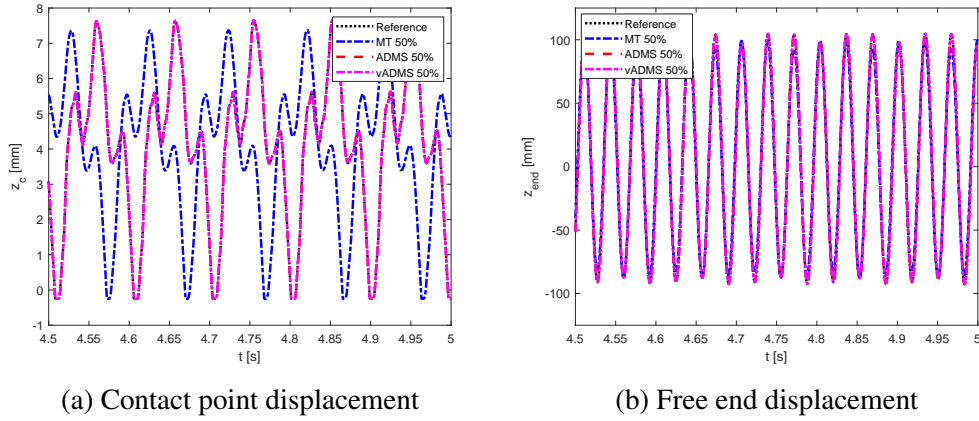 8
7
6
5
4
3
2
1
0
-1
z_c [mm]
4.5 4.55 4.6 4.65 4.7 4.75 4.8 4.85 4.9 4.95 5
t [s]
Reference
MT 50%
ADMS 50%
vADMS 50%
(a) Contact point displacement
100
50
0
-50
-100
z_end [mm]
4.5 4.55 4.6 4.65 4.7 4.75 4.8 4.85 4.9 4.95 5
t [s]
Reference
MT 50%
ADMS 50%
vADMS 50%
(b) Free end displacement